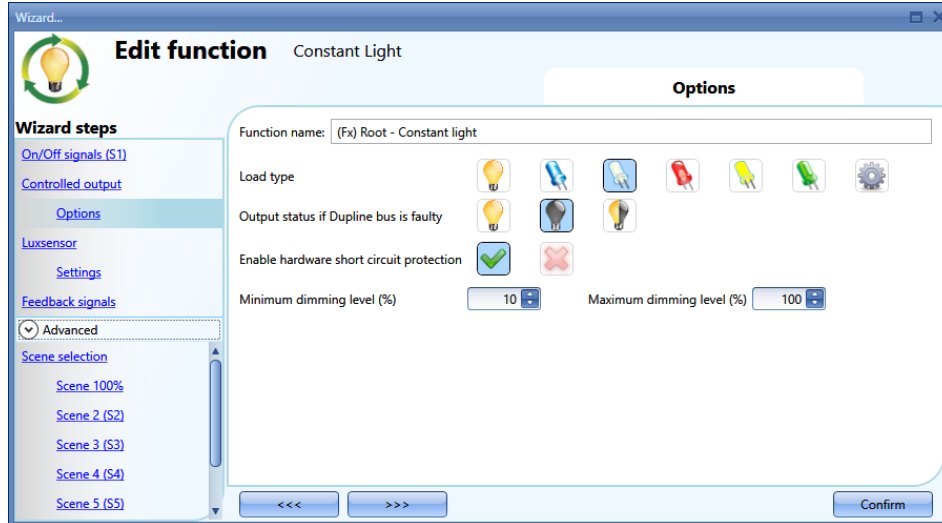 Wizard...
Edit function Constant Light
Options
Wizard steps
On/Off signals (S1)
Controlled output
Options
Luxsensor
Settings
Feedback signals
Advanced
Scene selection
Scene 100%
Scene 2 (S2)
Scene 3 (S3)
Scene 4 (S4)
Scene 5 (S5)
Function name: (Fx) Root - Constant light
Load type
Output status if Dupline bus is faulty
Enable hardware short circuit protection
Minimum dimming level (%) 10 Maximum dimming level (%) 100
<<< >>> Confirm